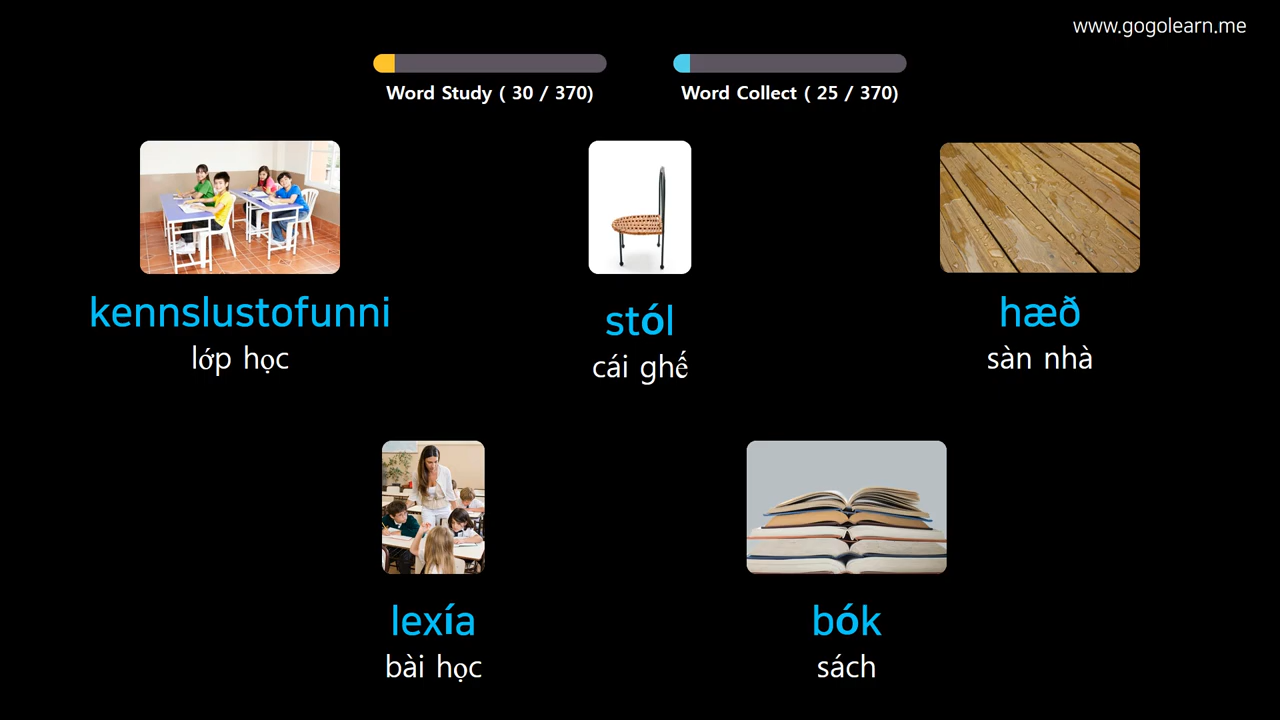 www.gogolearn.me
Word Study ( 30 / 370)
Word Collect ( 25 / 370)
kennslustofunni
lớp học
stól
cái ghế
hæð
sàn nhà
lexía
bài học
bók
sách